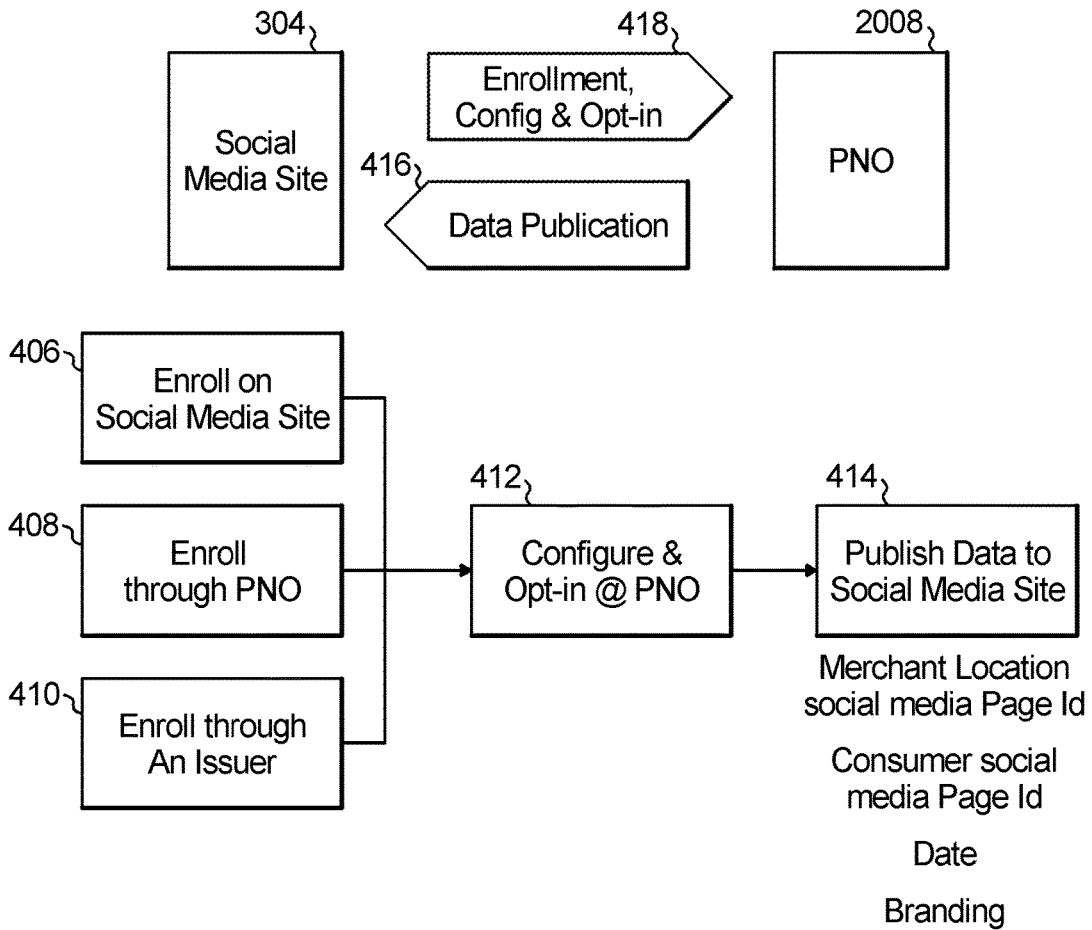 304
418
2008
Social
Media Site
Enrollment,
Config & Opt-in
PNO
416
Data Publication
406
Enroll on
Social Media Site
408
Enroll
through PNO
412
Configure &
Opt-in @ PNO
414
Publish Data to
Social Media Site
410
Enroll through
An Issuer
Merchant Location
social media Page Id
Consumer social
media Page Id
Date
Branding